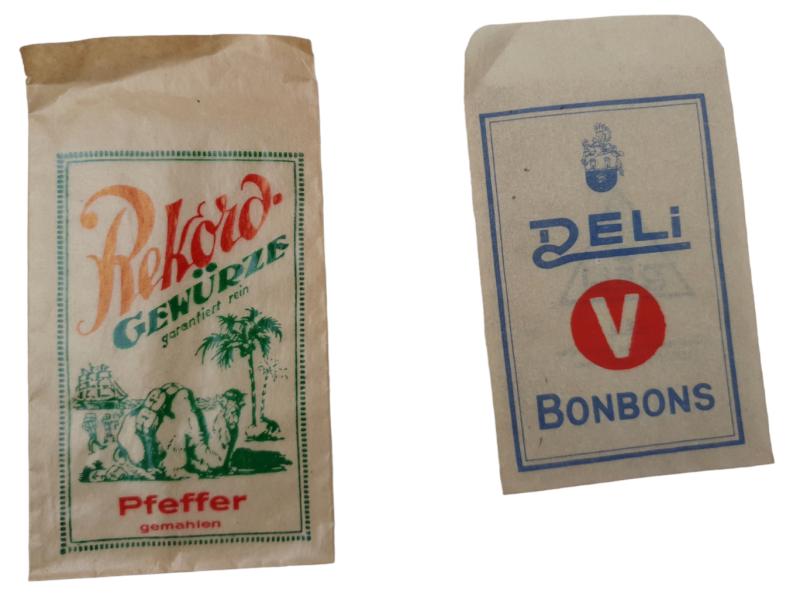 Rekord.
GEWÜRZE
garantiert rein
Pfeffer
gemahlen
DELi
V
BONBONS